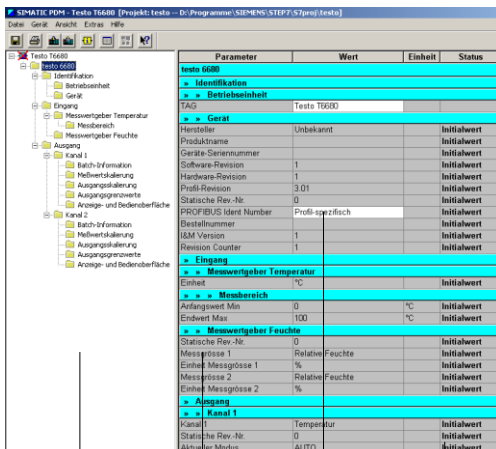 SIMATIC PDM - Testo T6680 [Projekt: testo -- D:\Programme\SIEMENS\STEP7\S7proj\testo]
Datei Gerät Ansicht Extras Hilfe
Testo T6680
testo 6680
Identifikation
Betriebseinheit
Gerät
Eingang
Messwertgeber Temperatur
Messbereich
Messwertgeber Feuchte
Ausgang
Kanal 1
Batch-Information
Meßwertskalierung
Ausgangsskalierung
Ausgangsgrenzwerte
Anzeige- und Bedienoberfläche
Kanal 2
Batch-Information
Meßwertskalierung
Ausgangsskalierung
Ausgangsgrenzwerte
Anzeige- und Bedienoberfläche
Parameter Wert Einheit Status
testo 6680
» Identifikation
» » Betriebseinheit
TAG Testo T6680
» » Gerät
Hersteller Unbekannt Initialwert
Produktname Initialwert
Geräte-Seriennummer Initialwert
Software-Revision 1 Initialwert
Hardware-Revision 1 Initialwert
Profil-Revision 3.01 Initialwert
Statische Rev.-Nr. 0 Initialwert
PROFIBUS Ident Number Profil-spezifisch Initialwert
Bestellnummer Initialwert
I&M Version 1 Initialwert
Revision Counter 1 Initialwert
» Eingang
» » Messwertgeber Temperatur
Einheit °C Initialwert
» » » Messbereich
Anfangswert Min 0 °C Initialwert
Endwert Max 100 °C Initialwert
» » Messwertgeber Feuchte
Statische Rev.-Nr. 0 Initialwert
Messgrösse 1 Relative Feuchte Initialwert
Einheit Messgrösse 1 % Initialwert
Messgrösse 2 Relative Feuchte Initialwert
Einheit Messgrösse 2 % Initialwert
» Ausgang
» » Kanal 1
Kanal 1 Temperatur Initialwert
Statische Rev.-Nr. 0 Initialwert
Aktueller Modus AUTO Initialwert